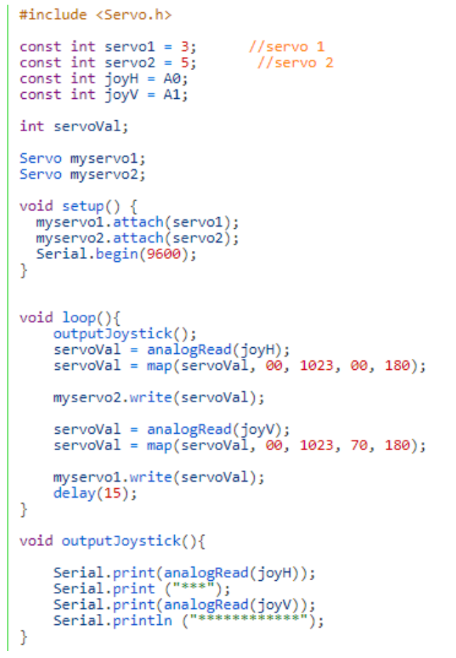 #include <Servo.h>
const int servo1 = 3;       //servo 1
const int servo2 = 5;        //servo 2
const int joyH = A0;
const int joyV = A1;
int servoVal;
Servo myservo1;
Servo myservo2;
void setup() {
  myservo1.attach(servo1);
  myservo2.attach(servo2);
  Serial.begin(9600);
}
void loop(){
    outputJoystick();
    servoVal = analogRead(joyH);
    servoVal = map(servoVal, 00, 1023, 00, 180);
    myservo2.write(servoVal);
    servoVal = analogRead(joyV);
    servoVal = map(servoVal, 00, 1023, 70, 180);
    myservo1.write(servoVal);
    delay(15);
}
void outputJoystick(){
    Serial.print(analogRead(joyH));
    Serial.print ("***");
    Serial.print(analogRead(joyV));
    Serial.println ("************");
}